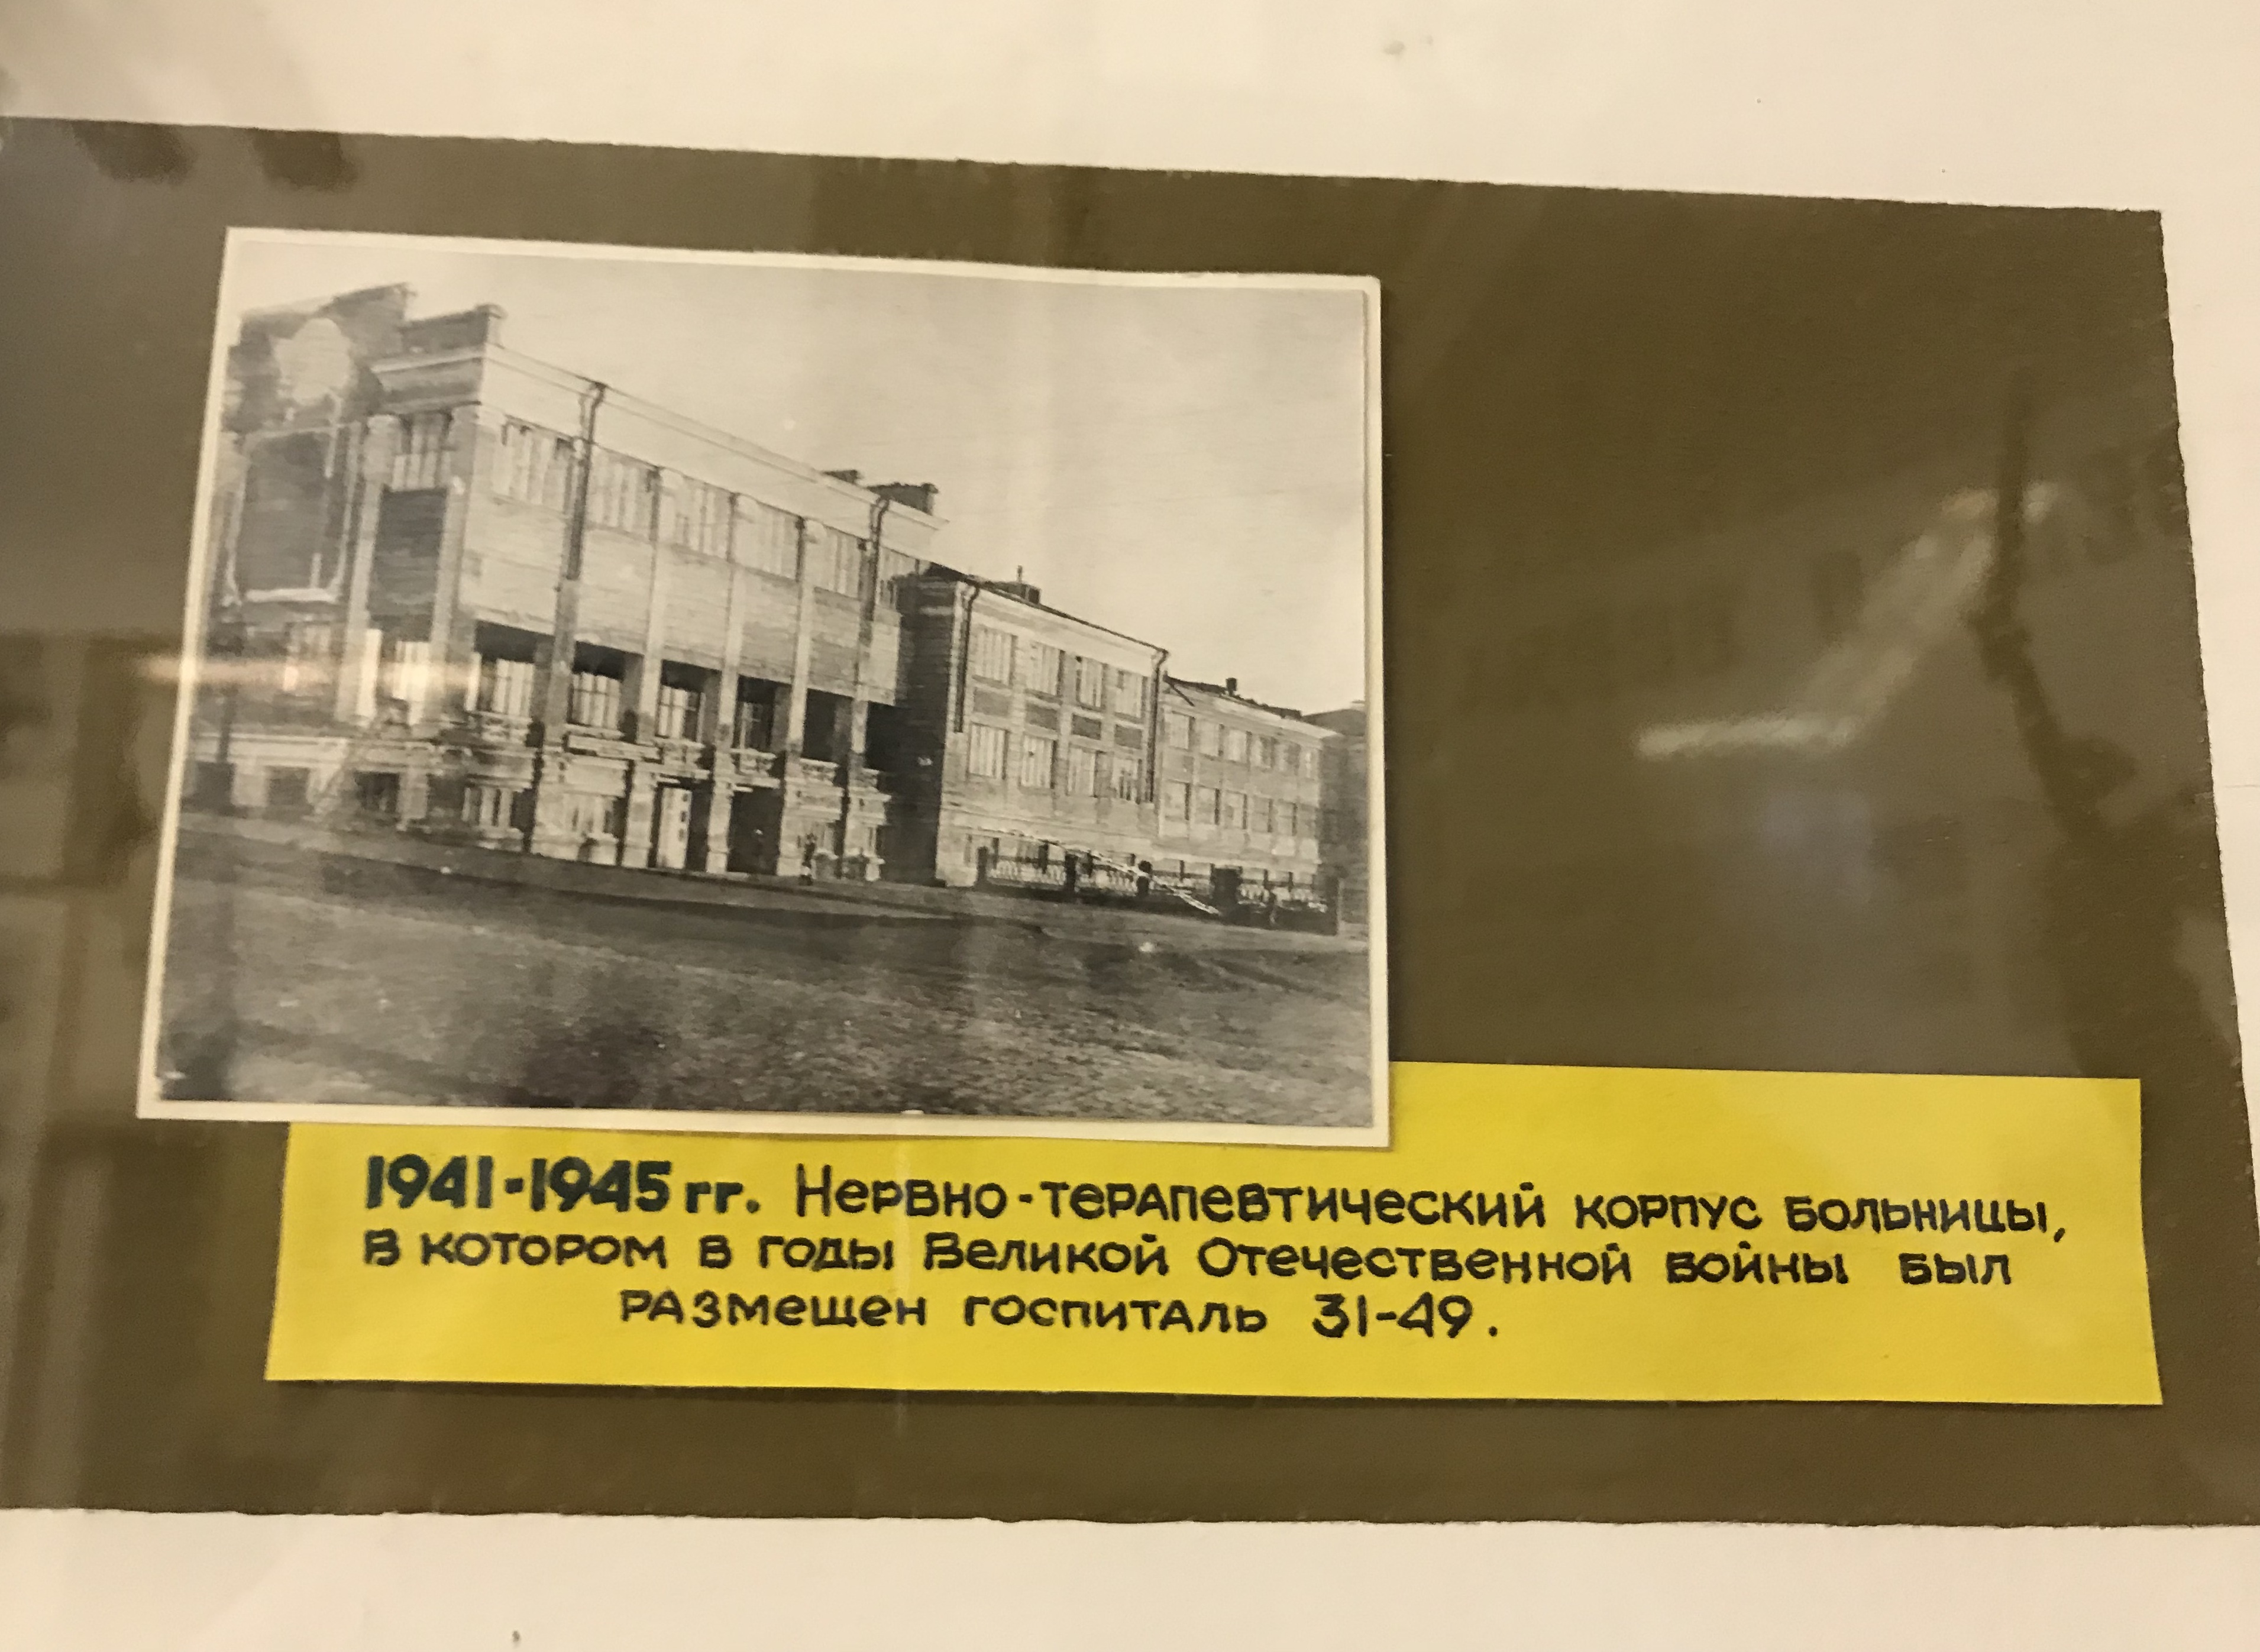 1941-1945 гг. Нервно-терапевтический корпус больницы,
в котором в годы Великой Отечественной войны был
размещен госпиталь 31-49.